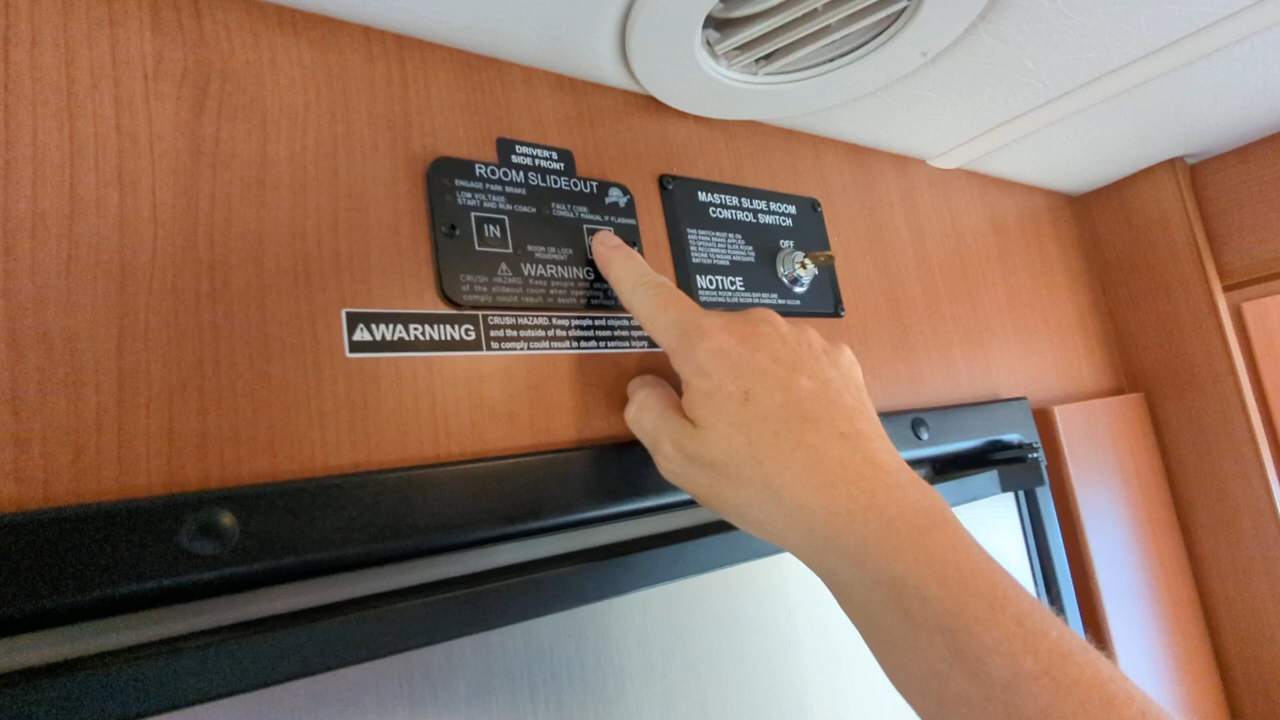 DRIVER'S
SIDE FRONT
ROOM SLIDEOUT
ENGAGE PARK BRAKE
LOW VOLTAGE:
START AND RUN COACH
FAULT CODE:
CONSULT MANUAL IF FLASHING
IN
ROOM OR LOCK
MOVEMENT
WARNING
CRUSH HAZARD. Keep people and
of the slideout room when operating.
comply could result in death or serious
WARNING
CRUSH HAZARD. Keep people and objects
and the outside of the slideout room when
to comply could result in death or serious injury.
MASTER SLIDE ROOM
CONTROL SWITCH
THIS SWITCH MUST BE ON
AND PARK BRAKE APPLIED
TO OPERATE ANY SLIDE ROOM
WE RECOMMEND RUNNING THE
ENGINE TO INSURE ADEQUATE
BATTERY POWER.
OFF
NOTICE
REMOVE ROOM LOCKING
OPERATING SLIDE ROOM OR DAMAGE MAY OCCUR